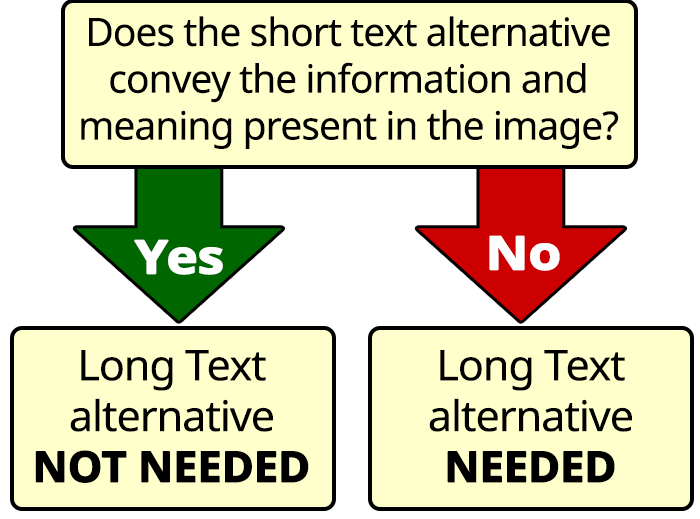 Does the short text alternative
convey the information and
meaning present in the image?
Yes
No
Long Text
alternative
NOT NEEDED
Long Text
alternative
NEEDED